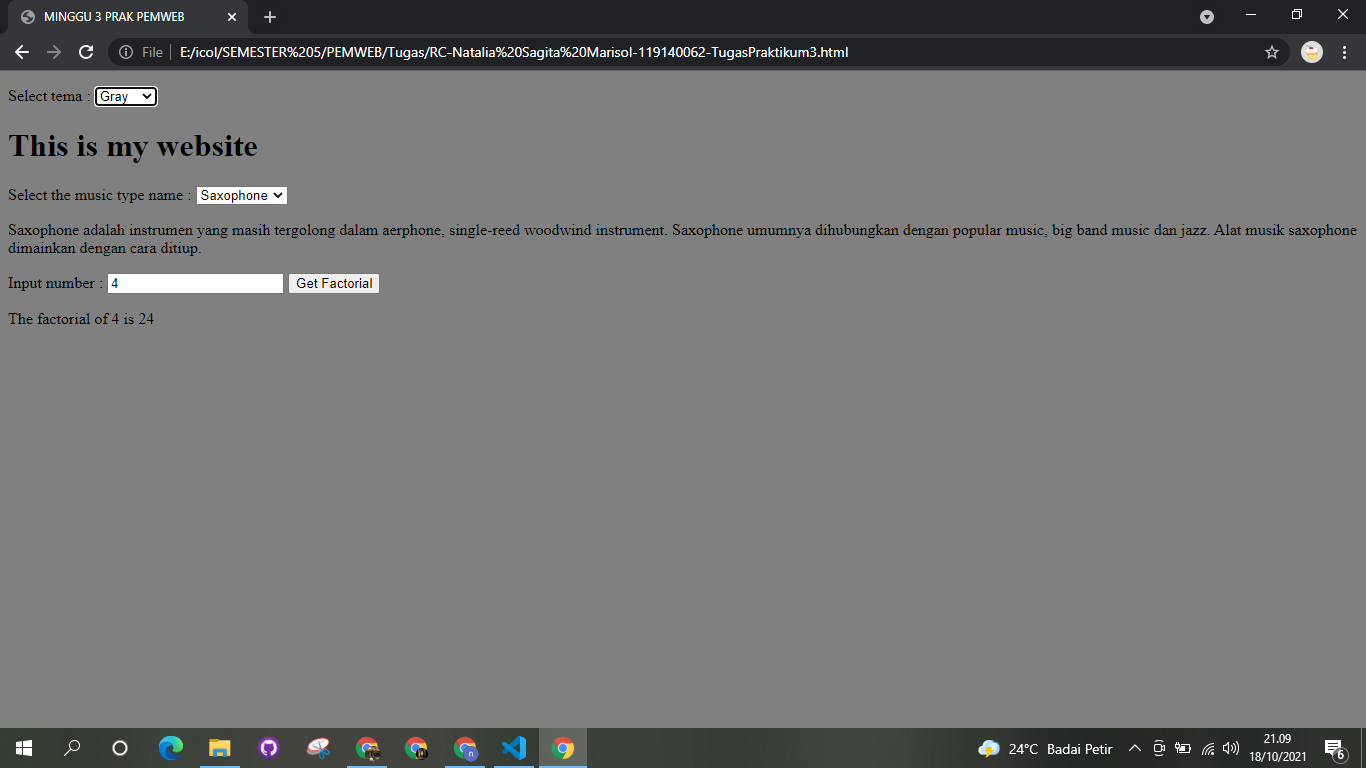 MINGGU 3 PRAK PEMWEB
File E:/icol/SEMESTER%205/PEMWEB/Tugas/RC-Natalia%20Sagita%20Marisol-119140062-TugasPraktikum3.html
Select tema : Gray
This is my website
Select the music type name : Saxophone
Saxophone adalah instrumen yang masih tergolong dalam aerphone, single-reed woodwind instrument. Saxophone umumnya dihubungkan dengan popular music, big band music dan jazz. Alat musik saxophone
dimainkan dengan cara ditiup.
Input number : 4 Get Factorial
The factorial of 4 is 24
24°C Badai Petir
21.09
18/10/2021
6